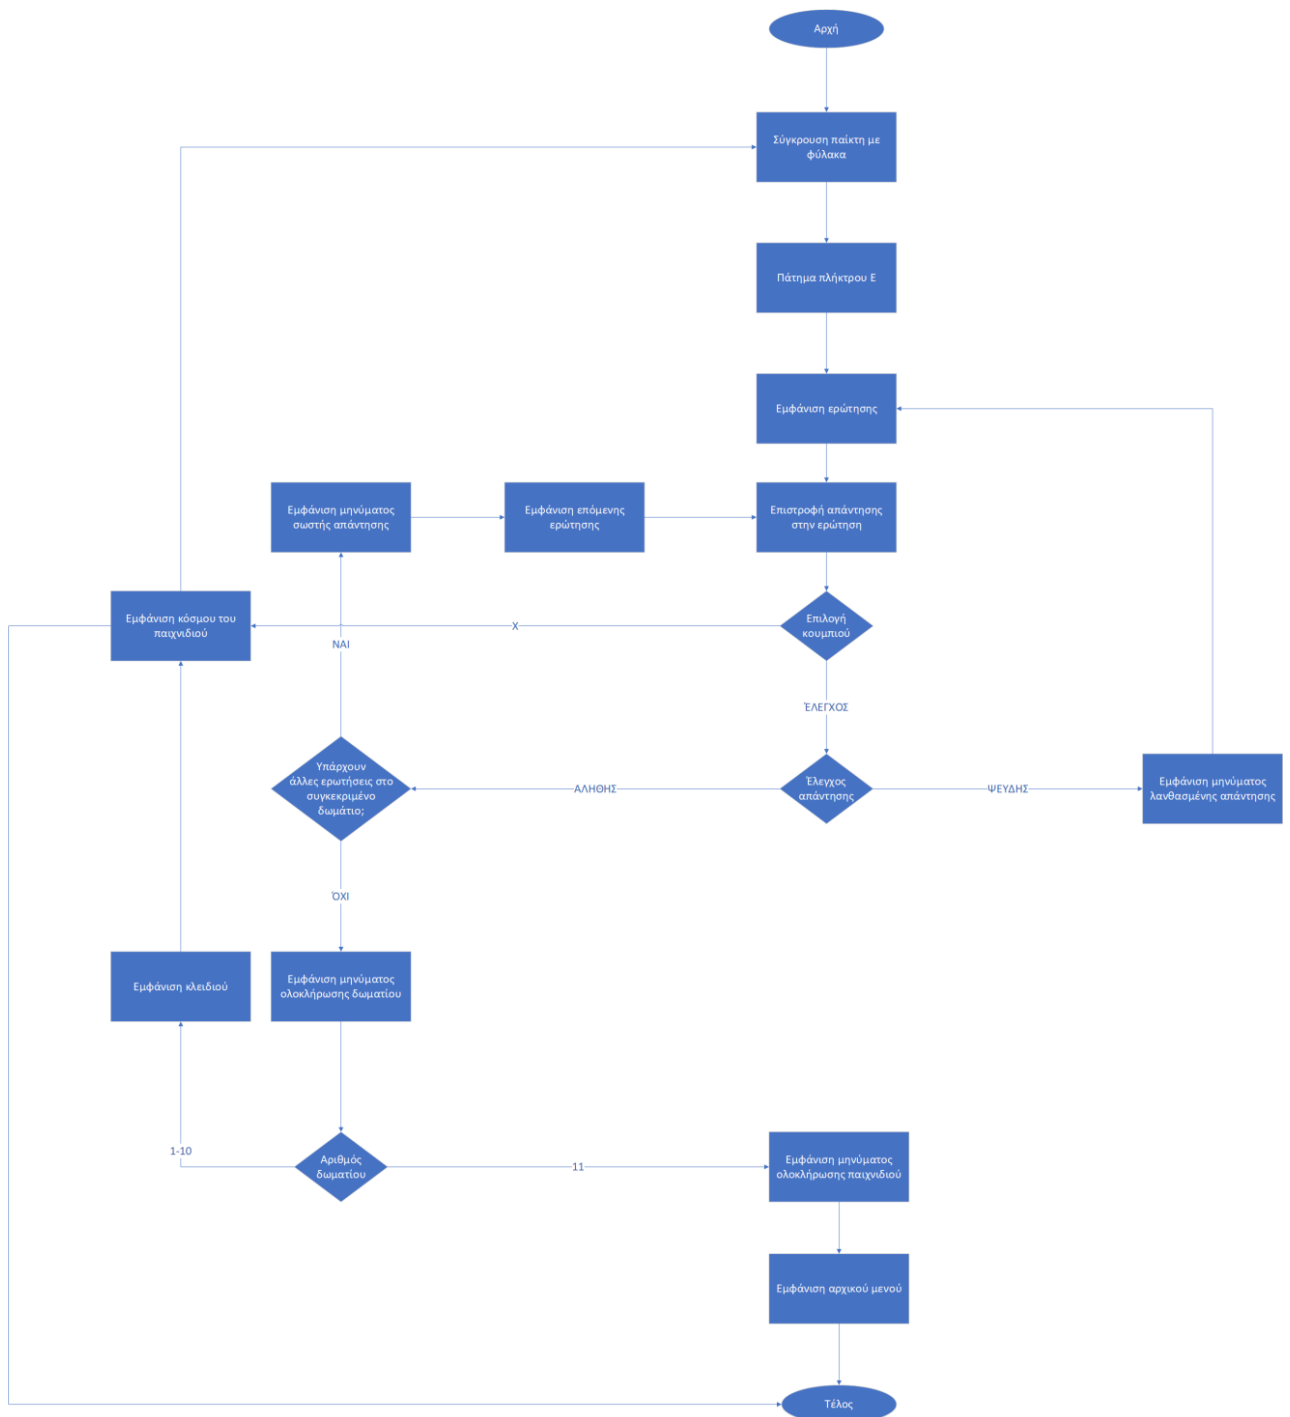 Αρχή
Σύγκρουση παίκτη με
φύλακα
Πάτημα πλήκτρου Ε
Εμφάνιση ερώτησης
Εμφάνιση μηνύματος
σωστής απάντησης
Εμφάνιση επόμενης
ερώτησης
Επιστροφή απάντησης
στην ερώτηση
Εμφάνιση κόσμου του
παιχνιδιού
Χ
Επιλογή
κουμπιού
ΝΑΙ
ΈΛΕΓΧΟΣ
Υπάρχουν
άλλες ερωτήσεις στο
συγκεκριμένο
δωμάτιο;
ΑΛΗΘΗΣ
Έλεγχος
απάντησης
ΨΕΥΔΗΣ
Εμφάνιση μηνύματος
λανθασμένης απάντησης
ΌΧΙ
Εμφάνιση κλειδιού
Εμφάνιση μηνύματος
ολοκλήρωσης δωματίου
1-10
Αριθμός
δωματίου
11
Εμφάνιση μηνύματος
ολοκλήρωσης παιχνιδιού
Εμφάνιση αρχικού μενού
Τέλος